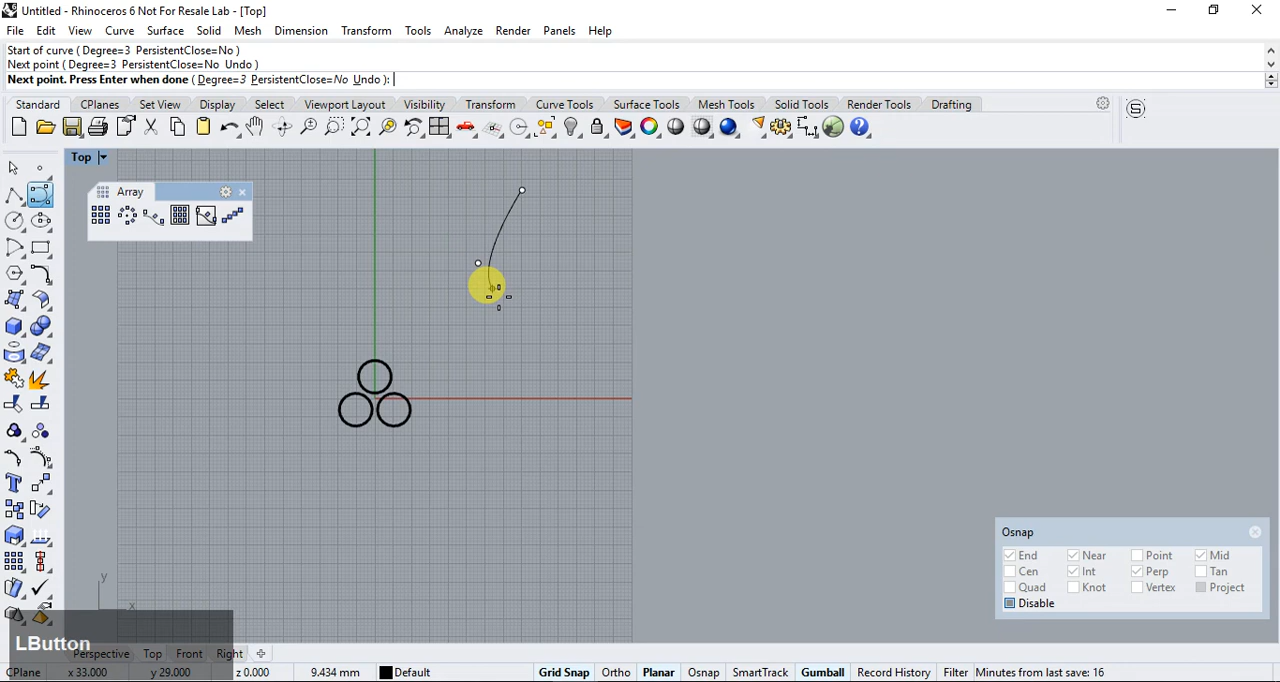 Untitled - Rhinoceros 6 Not For Resale Lab - [Top]
File Edit View Curve Surface Solid Mesh Dimension Transform Tools Analyze Render Panels Help
Start of curve ( Degree=3 PersistentClose=No )
Next point ( Degree=3 PersistentClose=No Undo )
Next point. Press Enter when done ( Degree=3 PersistentClose=No Undo ):
Standard CPlanes Set View Display Select Viewport Layout Visibility Transform Curve Tools Surface Tools Mesh Tools Solid Tools Render Tools Drafting
Top
Array
Osnap
End Near Point Mid
Cen Int Perp Tan
Quad Knot Vertex Project
Disable
y
x
LButton
Perspective Top Front Right
CPlane x 33.000 y 29.000 z 0.000 9.434 mm Default Grid Snap Ortho Planar Osnap SmartTrack Gumball Record History Filter Minutes from last save: 16